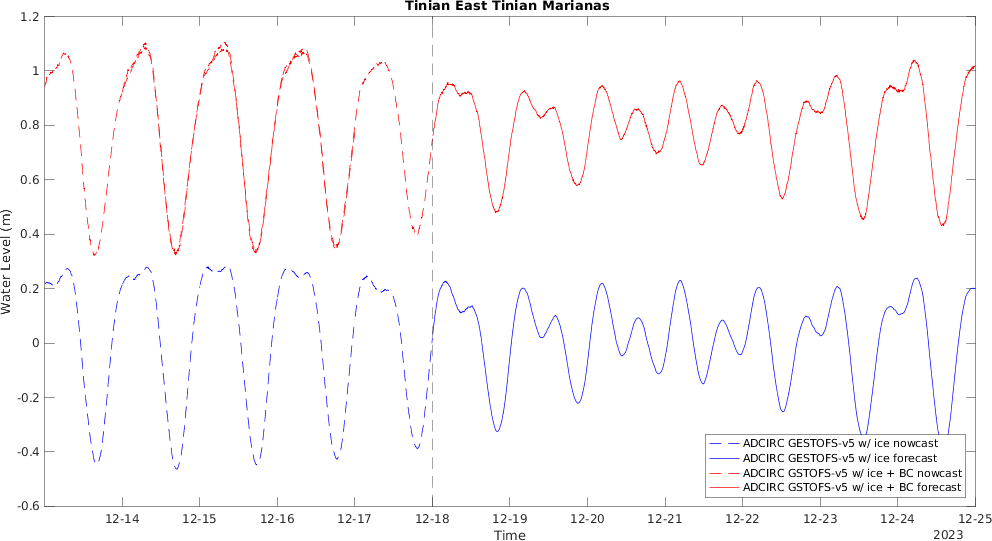 Tinian East Tinian Marianas
1.2
1
0.8
0.6
0.4
0.2
0
-0.2
-0.4
-0.6
Water Level (m)
ADCIRC GESTOFS-v5 w/ ice nowcast
ADCIRC GESTOFS-v5 w/ ice forecast
ADCIRC GSTOFS-v5 w/ ice + BC nowcast
ADCIRC GSTOFS-v5 w/ ice + BC forecast
12-14 12-15 12-16 12-17 12-18 12-19 12-20 12-21 12-22 12-23 12-24 12-25
Time
2023